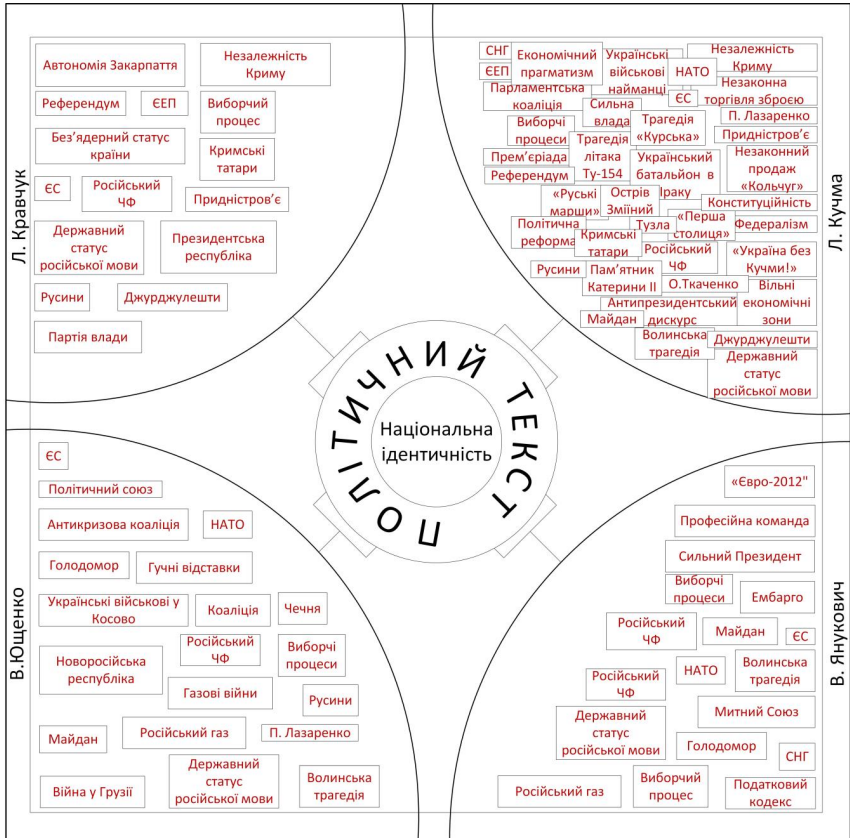 Л. Кравчук
Автономія Закарпаття
Незалежність
Криму
Референдум
ЄЕП
Виборчий
процес
Без’ядерний статус
країни
Кримські
татари
ЄС
Російський
ЧФ
Придністров’є
Державний
статус
російської мови
Президентська
республіка
Русини
Джурджулешти
Партія влади
Л. Кучма
СНГ
ЄЕП
Економічний
прагматизм
Українські
військові
найманці
НАТО
Незалежність
Криму
Парламентська
коаліція
Сильна
влада
ЄС
Незаконна
торгівля зброєю
Виборчі
процеси
Трагедія
«Курська»
П. Лазаренко
Придністров’є
Прем’єріада
Трагедія
літака
Ту-154
Український
батальйон в
Іраку
Незаконний
продаж
«Кольчуг»
Референдум
«Руські
марши»
Острів
Зміїний
Конституційність
Політична
реформа
Тузла
«Перша
столиця»
Федералізм
Кримські
татари
Російський
ЧФ
«Україна без
Кучми!»
Русини
Пам’ятник
Катерини ІІ
О.Ткаченко
Вільні
економічні
зони
Антипрезидентський
дискурс
Майдан
Волинська
трагедія
Джурджулешти
Державний
статус
російської мови
ПОЛІТИЧНИЙ ТЕКСТ
Національна
ідентичність
В.Ющенко
ЄС
Політичний союз
Антикризова коаліція
НАТО
Голодомор
Гучні відставки
Українські військові у
Косово
Коаліція
Чечня
Новоросійська
республіка
Російський
ЧФ
Виборчі
процеси
Газові війни
Русини
Майдан
Російський газ
П. Лазаренко
Війна у Грузії
Державний
статус
російської мови
Волинська
трагедія
В. Янукович
«Євро-2012"
Професійна команда
Сильний Президент
Виборчі
процеси
Ембарго
Російський
ЧФ
Майдан
ЄС
Російський
ЧФ
НАТО
Волинська
трагедія
Державний
статус
російської мови
Митний Союз
Голодомор
СНГ
Російський газ
Виборчий
процес
Податковий
кодекс